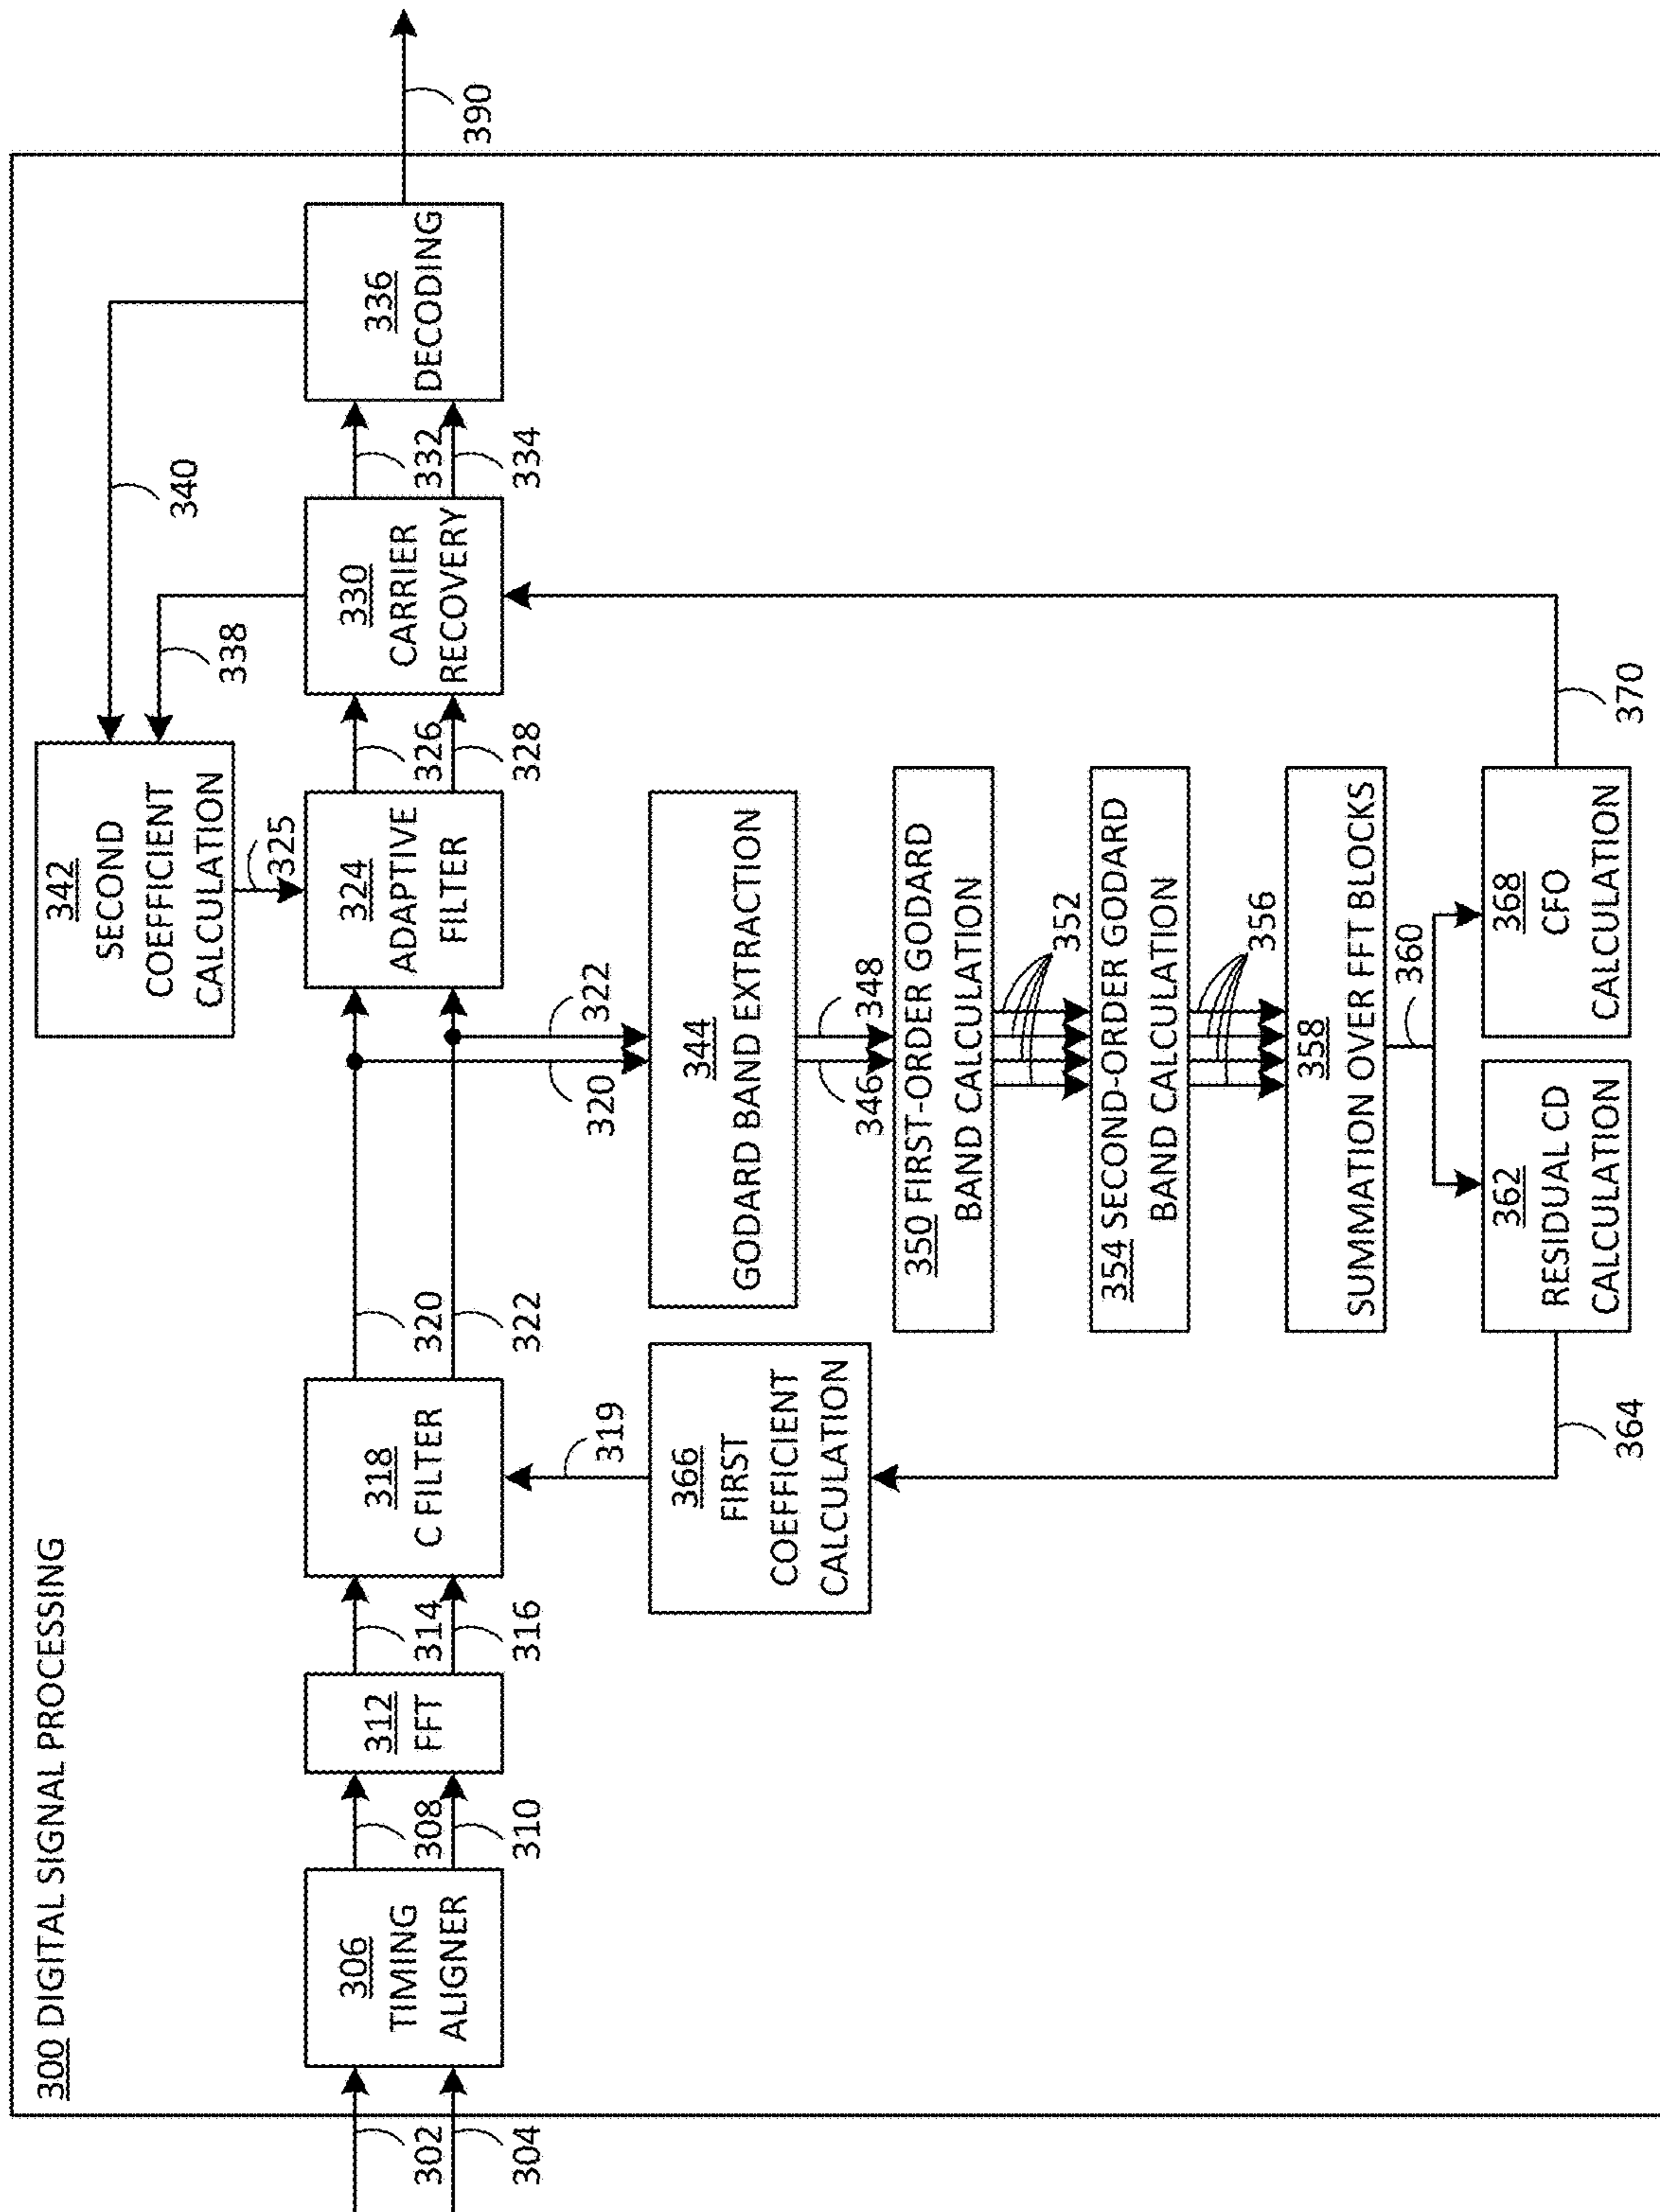 300 DIGITAL SIGNAL PROCESSING
302
304
306
TIMING
ALIGNER
308
310
312
FFT
314
316
318
C FILTER
319
320
322
342
SECOND
COEFFICIENT
CALCULATION
325
324
ADAPTIVE
FILTER
326
328
338
340
330
CARRIER
RECOVERY
332
334
336
DECODING
390
320
322
344
GODARD BAND EXTRACTION
346
348
350 FIRST-ORDER GODARD
BAND CALCULATION
352
354 SECOND-ORDER GODARD
BAND CALCULATION
356
358
SUMMATION OVER FFT BLOCKS
360
362
RESIDUAL CD
CALCULATION
368
CFO
CALCULATION
364
370
366
FIRST
COEFFICIENT
CALCULATION